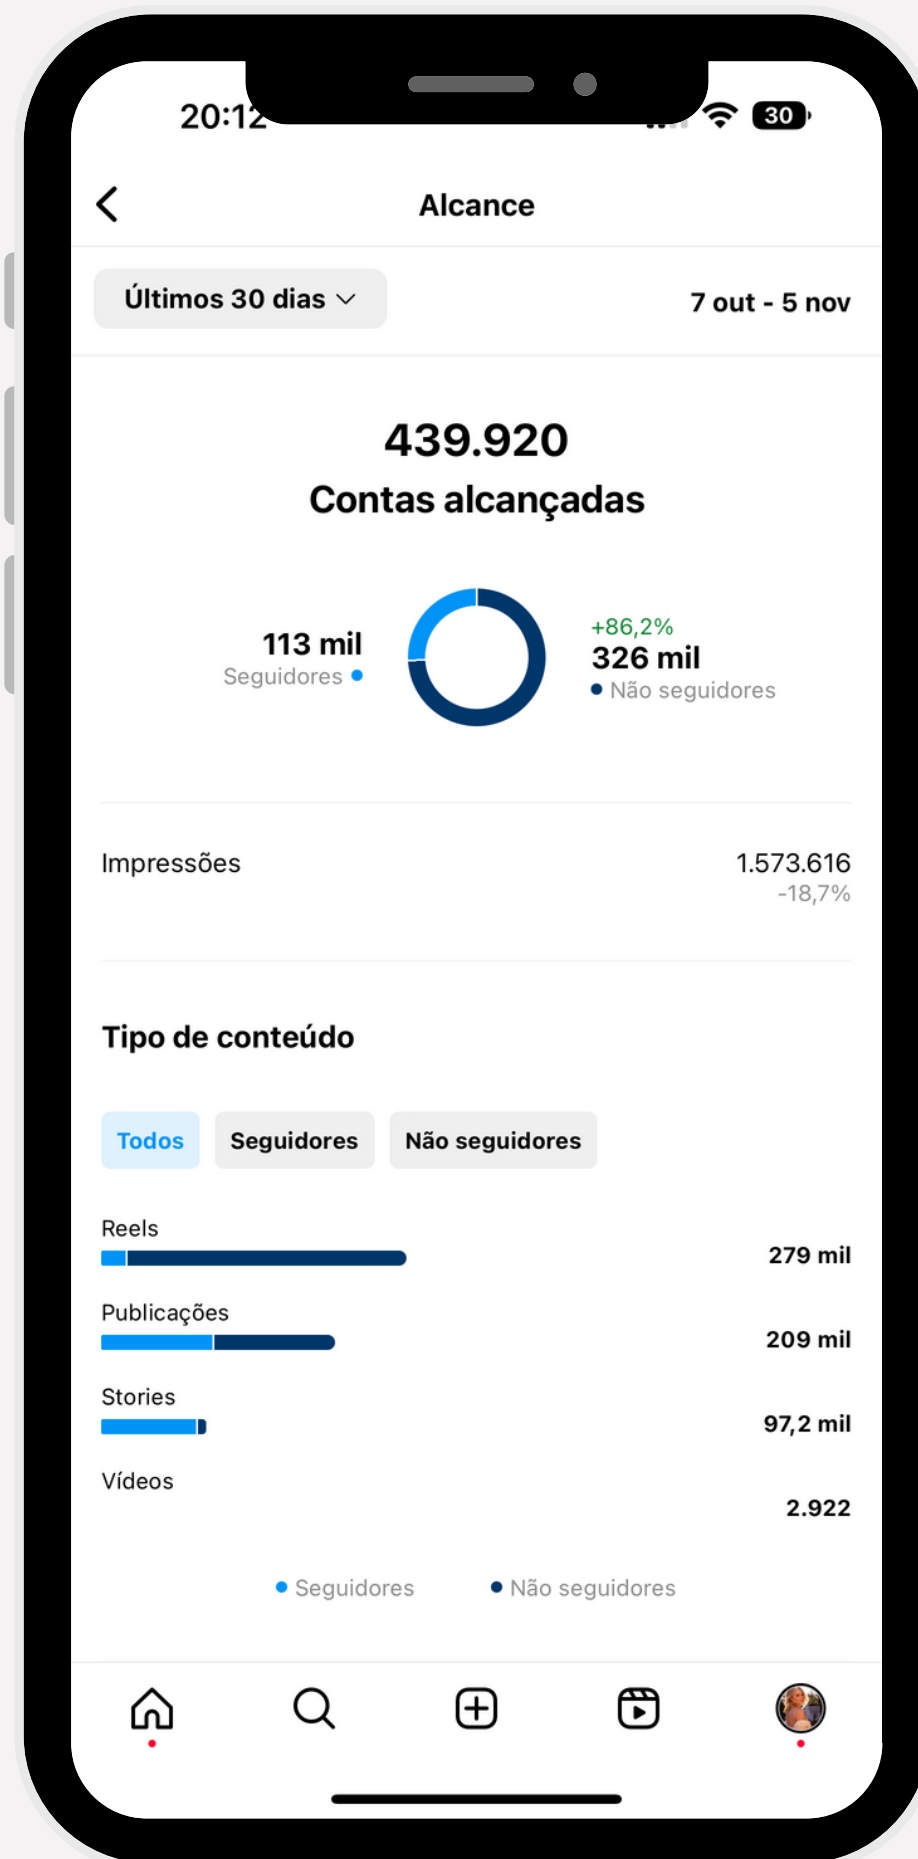 20:12
30
Alcance
Últimos 30 dias
7 out - 5 nov
439.920
Contas alcançadas
113 mil
Seguidores
+86,2%
326 mil
Não seguidores
Impressões
1.573.616
-18,7%
Tipo de conteúdo
Todos
Seguidores
Não seguidores
Reels
279 mil
Publicações
209 mil
Stories
97,2 mil
Vídeos
2.922
Seguidores
Não seguidores